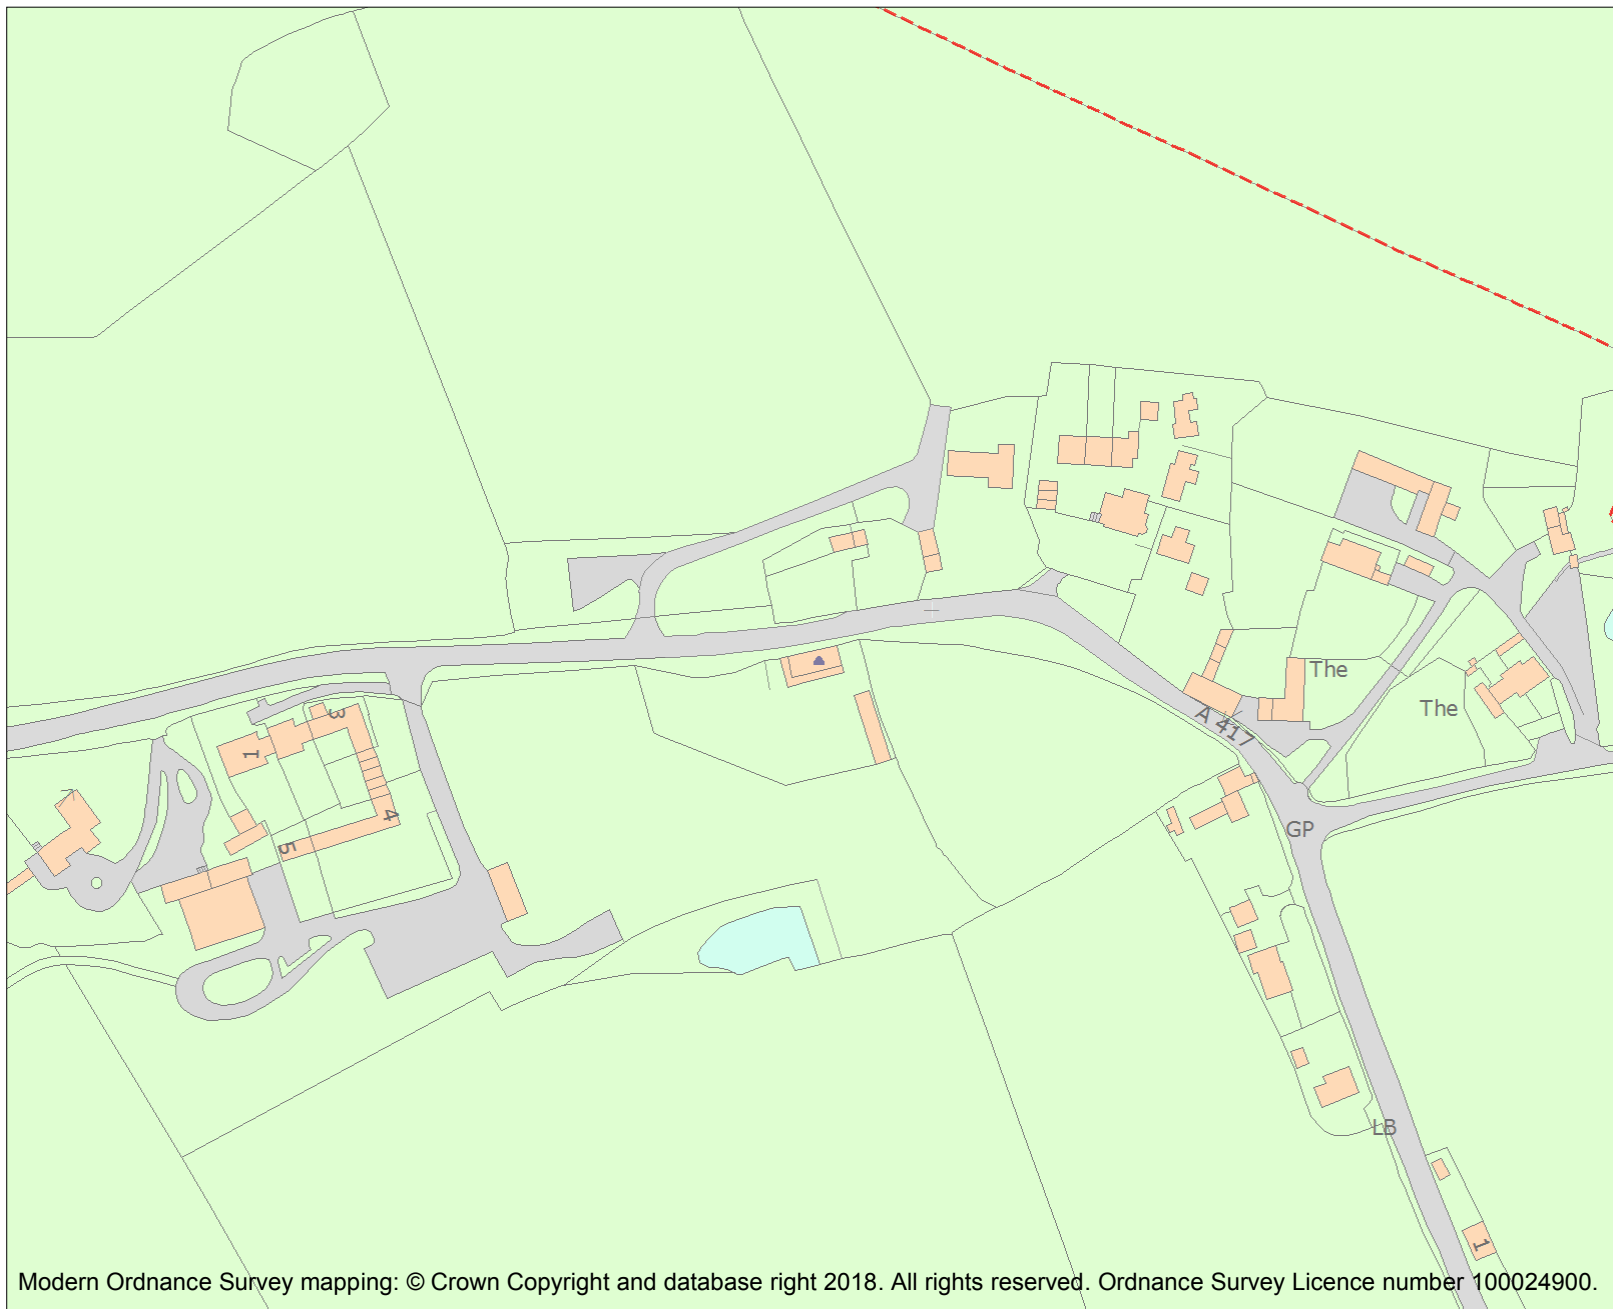 The
The
A 417
3
1
4
5
GP
LB
1
Modern Ordnance Survey mapping: © Crown Copyright and database right 2018. All rights reserved. Ordnance Survey Licence number 100024900.